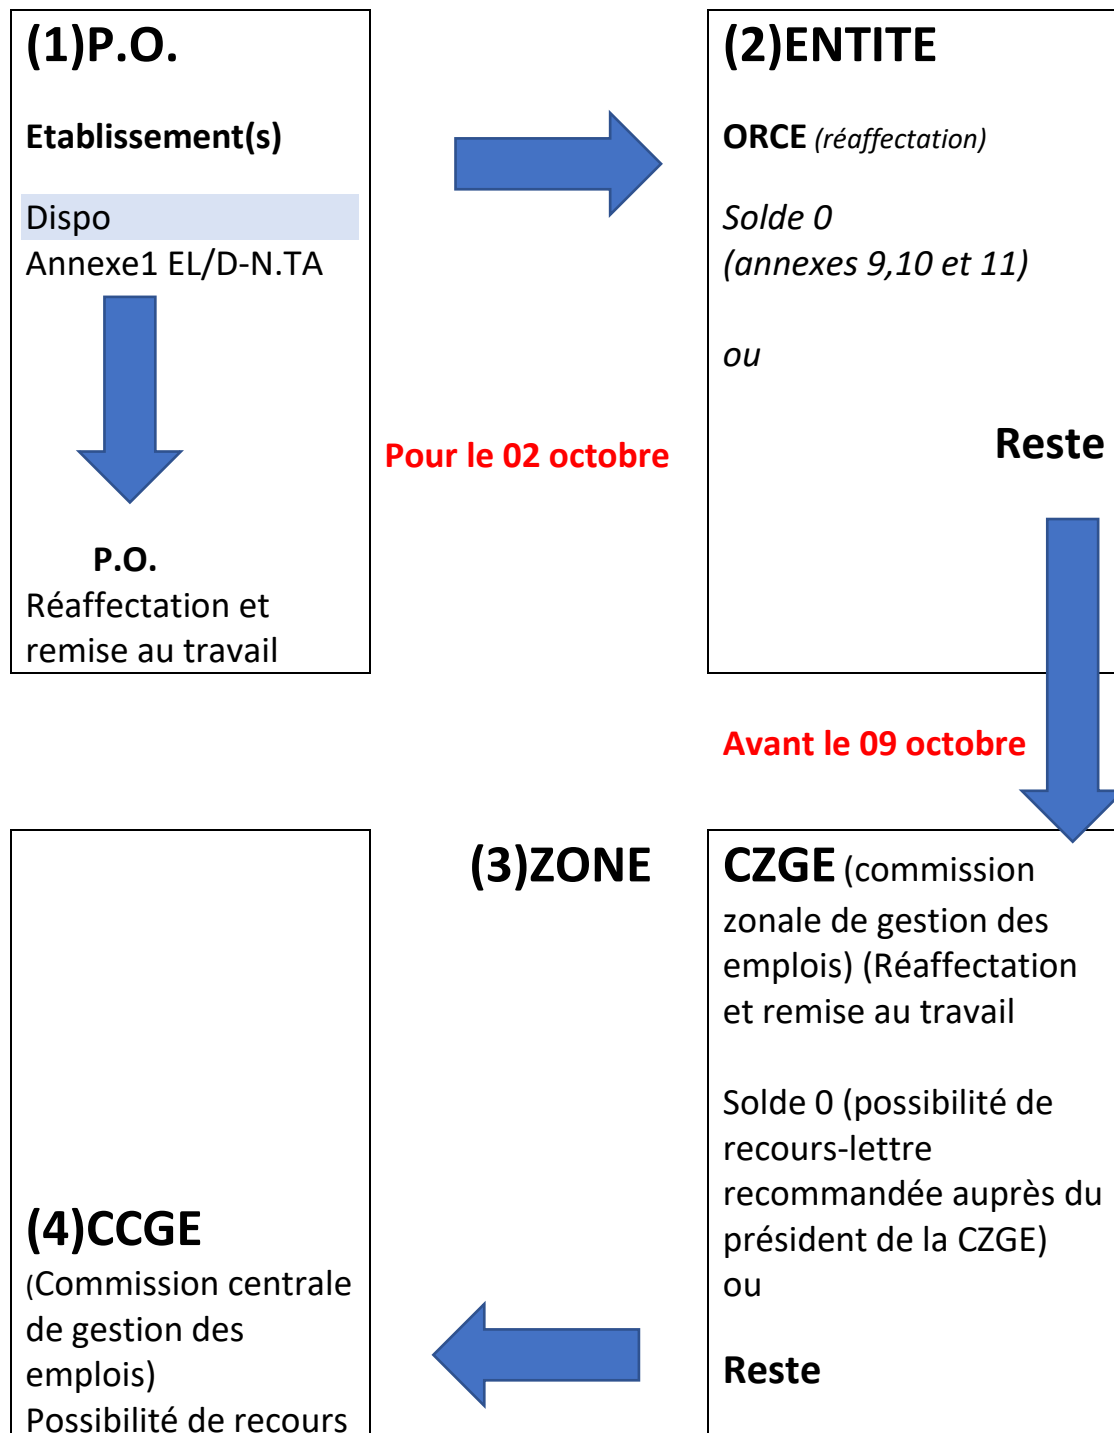 (1)P.O.
Etablissement(s)
Dispo
Annexe1 EL/D-N.TA
P.O.
Réaffectation et
remise au travail
Pour le 02 octobre
(2)ENTITE
ORCE (réaffectation)
Solde 0
(annexes 9,10 et 11)
ou
Reste
Avant le 09 octobre
(3)ZONE
CZGE (commission
zonale de gestion des
emplois) (Réaffectation
et remise au travail
Solde 0 (possibilité de
recours-lettre
recommandée auprès du
président de la CZGE)
ou
Reste
(4)CCGE
(Commission centrale
de gestion des
emplois)
Possibilité de recours